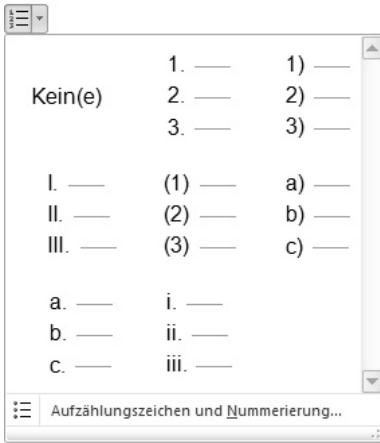 1. 1)
Kein(e) 2. 2)
3. 3)
I. (1) a)
II. (2) b)
III. (3) c)
a. i.
b. ii.
c. iii.
Aufzählungszeichen und Nummerierung...